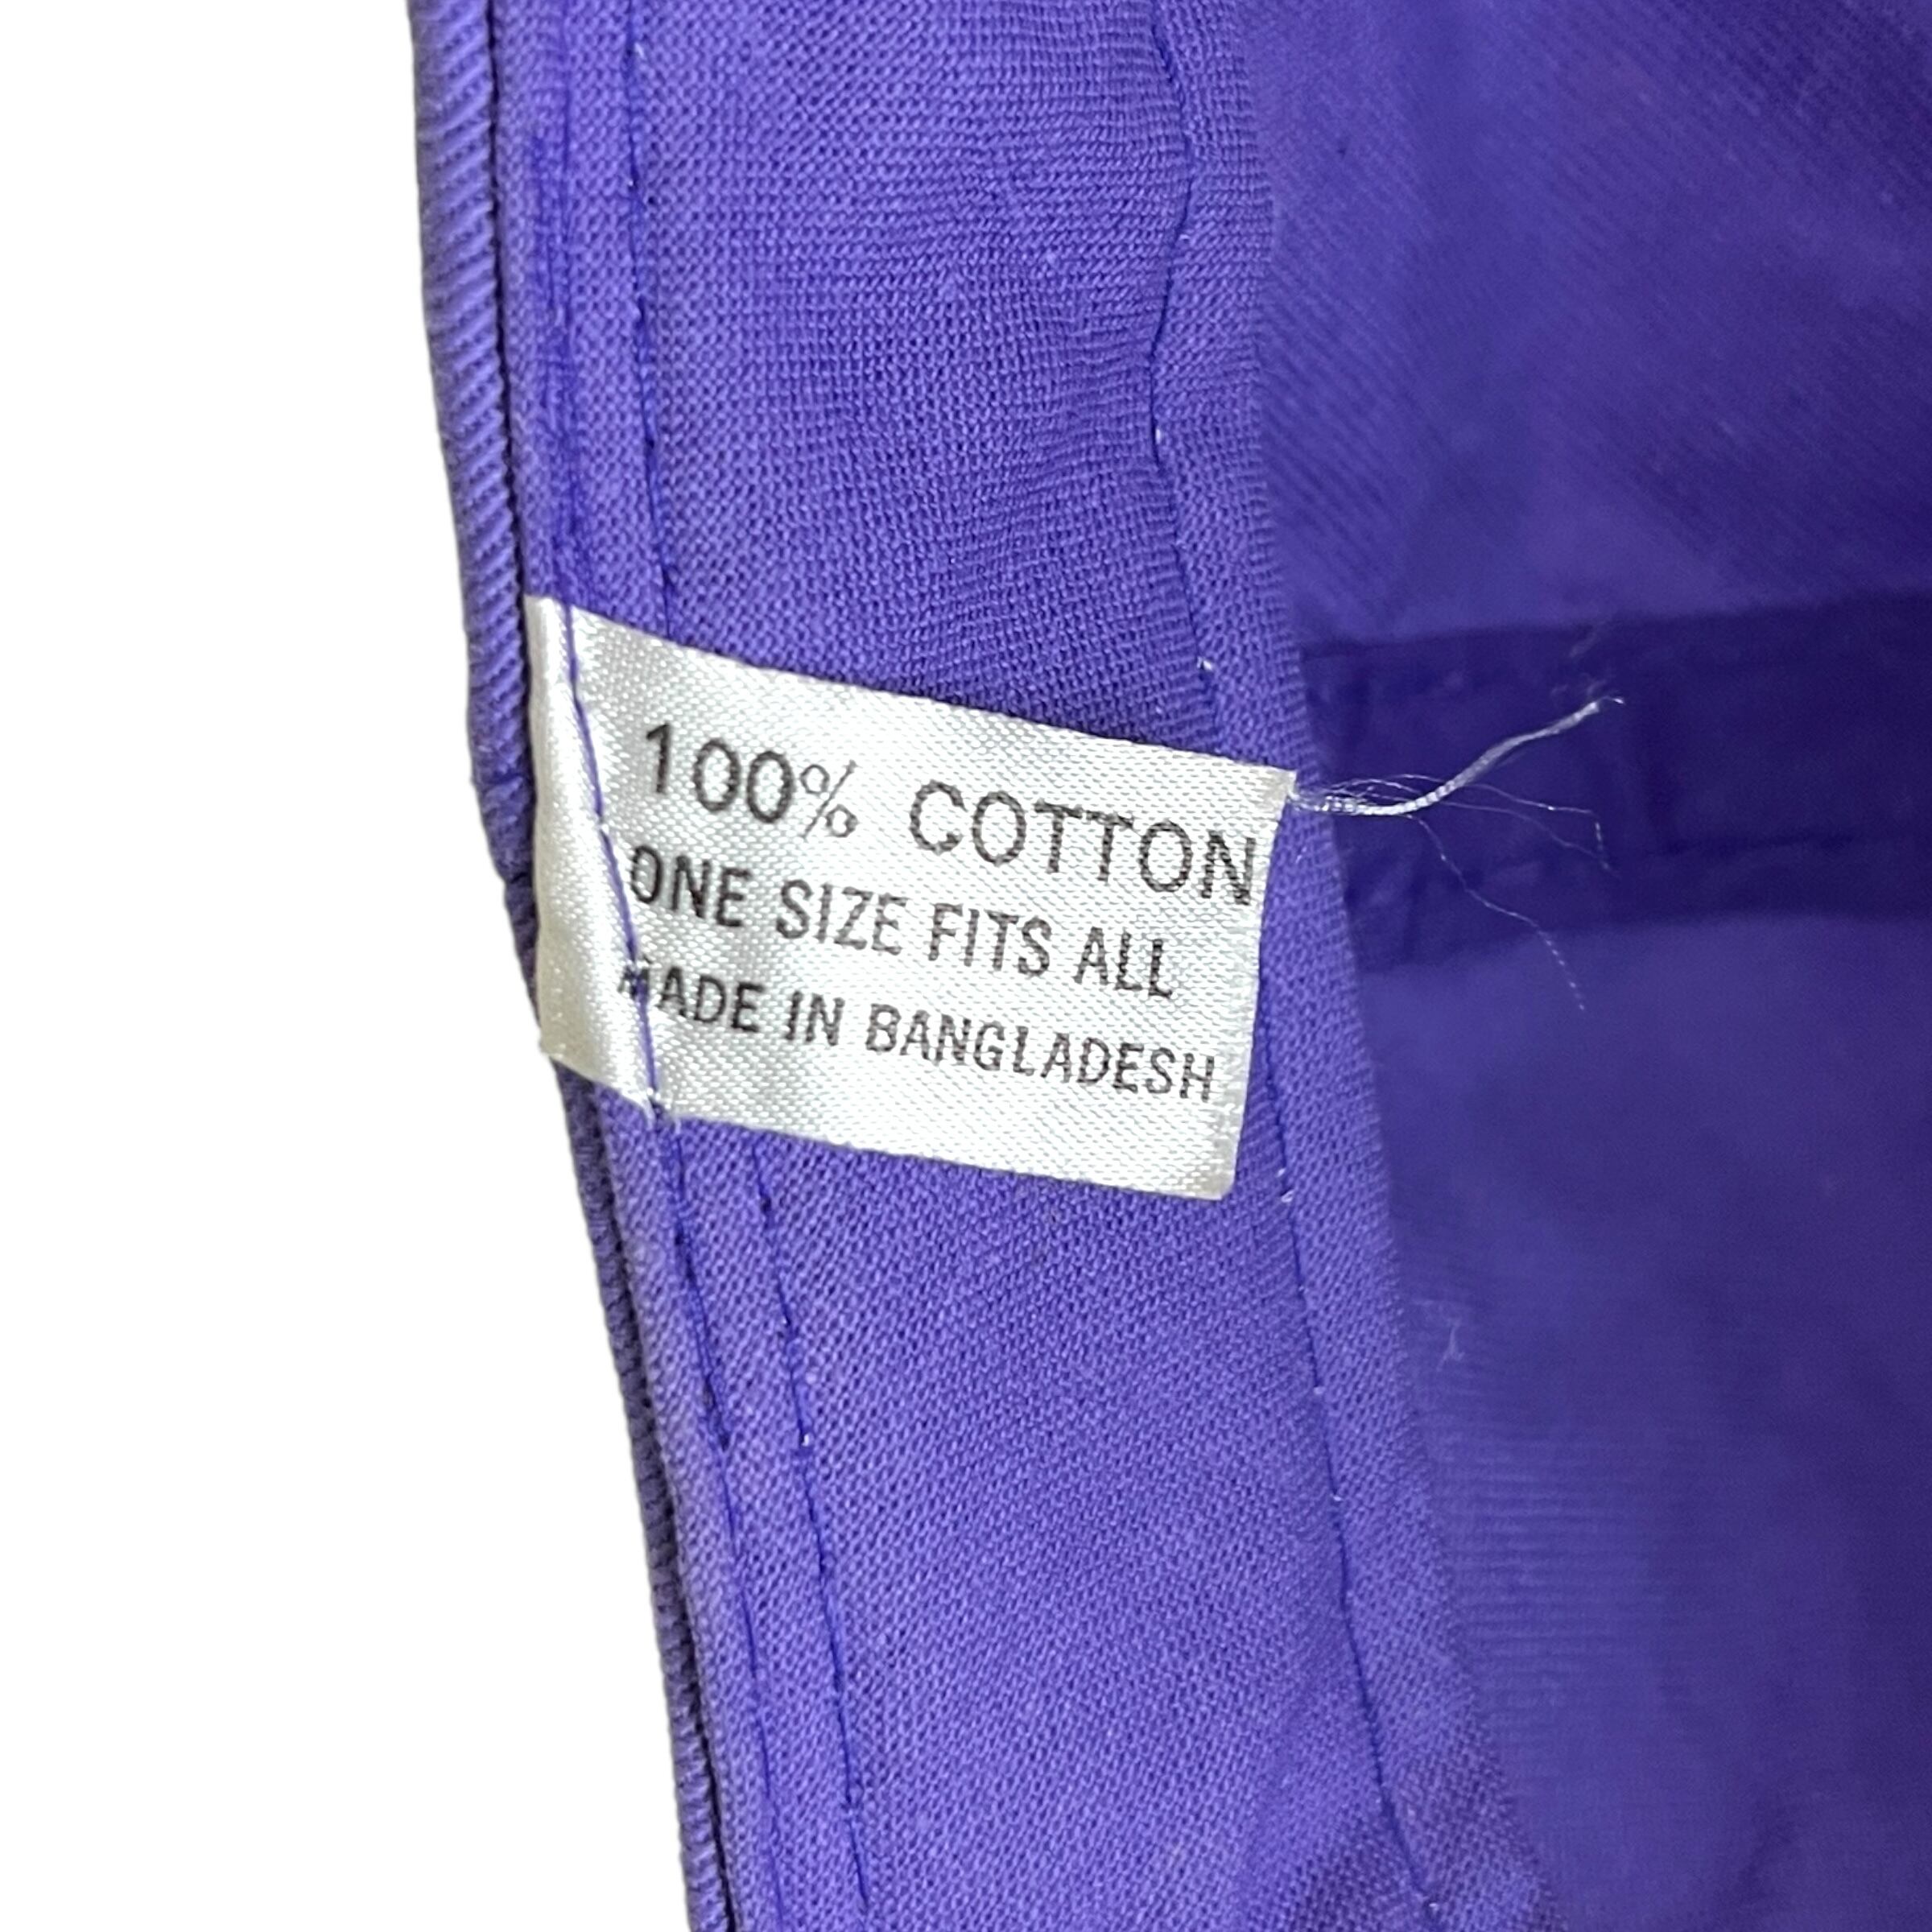 100% COTTON
ONE SIZE FITS ALL
MADE IN BANGLADESH